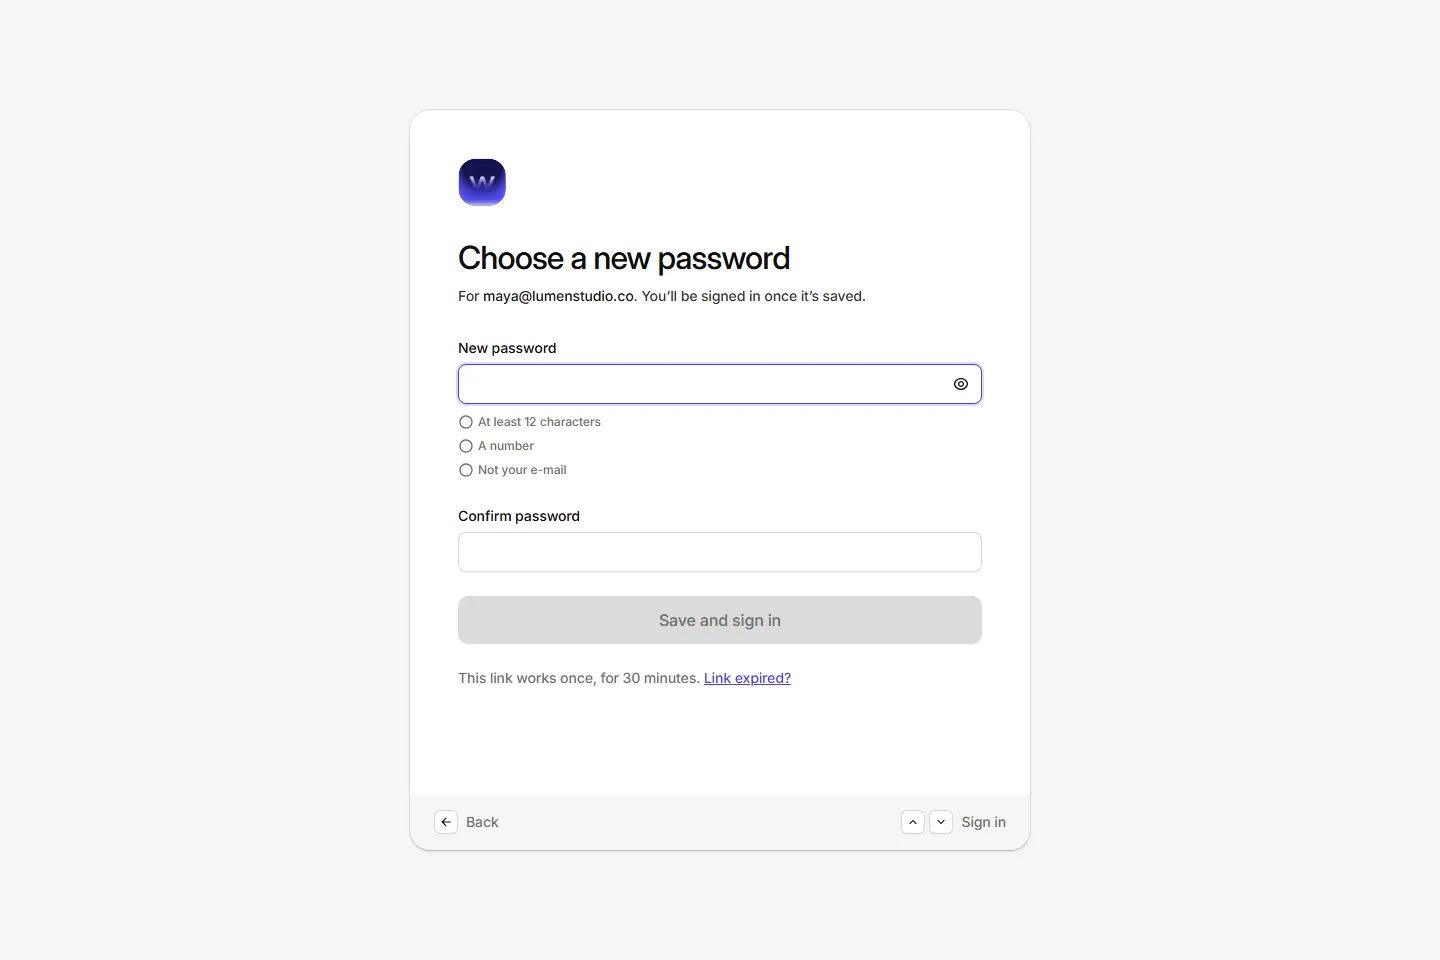 W
Choose a new password
For maya@lumenstudio.co. You’ll be signed in once it’s saved.
New password
At least 12 characters
A number
Not your e-mail
Confirm password
Save and sign in
This link works once, for 30 minutes. Link expired?
Back
Sign in